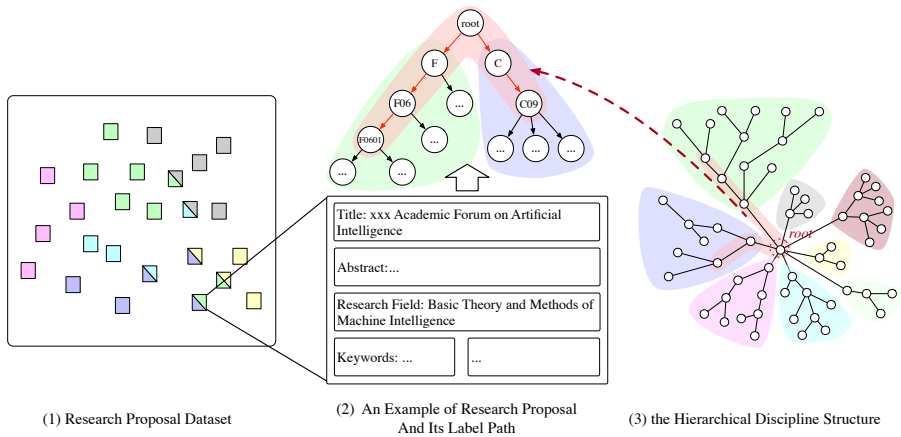 root
F
C
F06
...
C09
F0601
...
...
...
...
...
...
Title: xxx Academic Forum on Artificial
Intelligence
Abstract:...
Research Field: Basic Theory and Methods of
Machine Intelligence
Keywords: ...
...
root
(1) Research Proposal Dataset
(2) An Example of Research Proposal
And Its Label Path
(3) the Hierarchical Discipline Structure